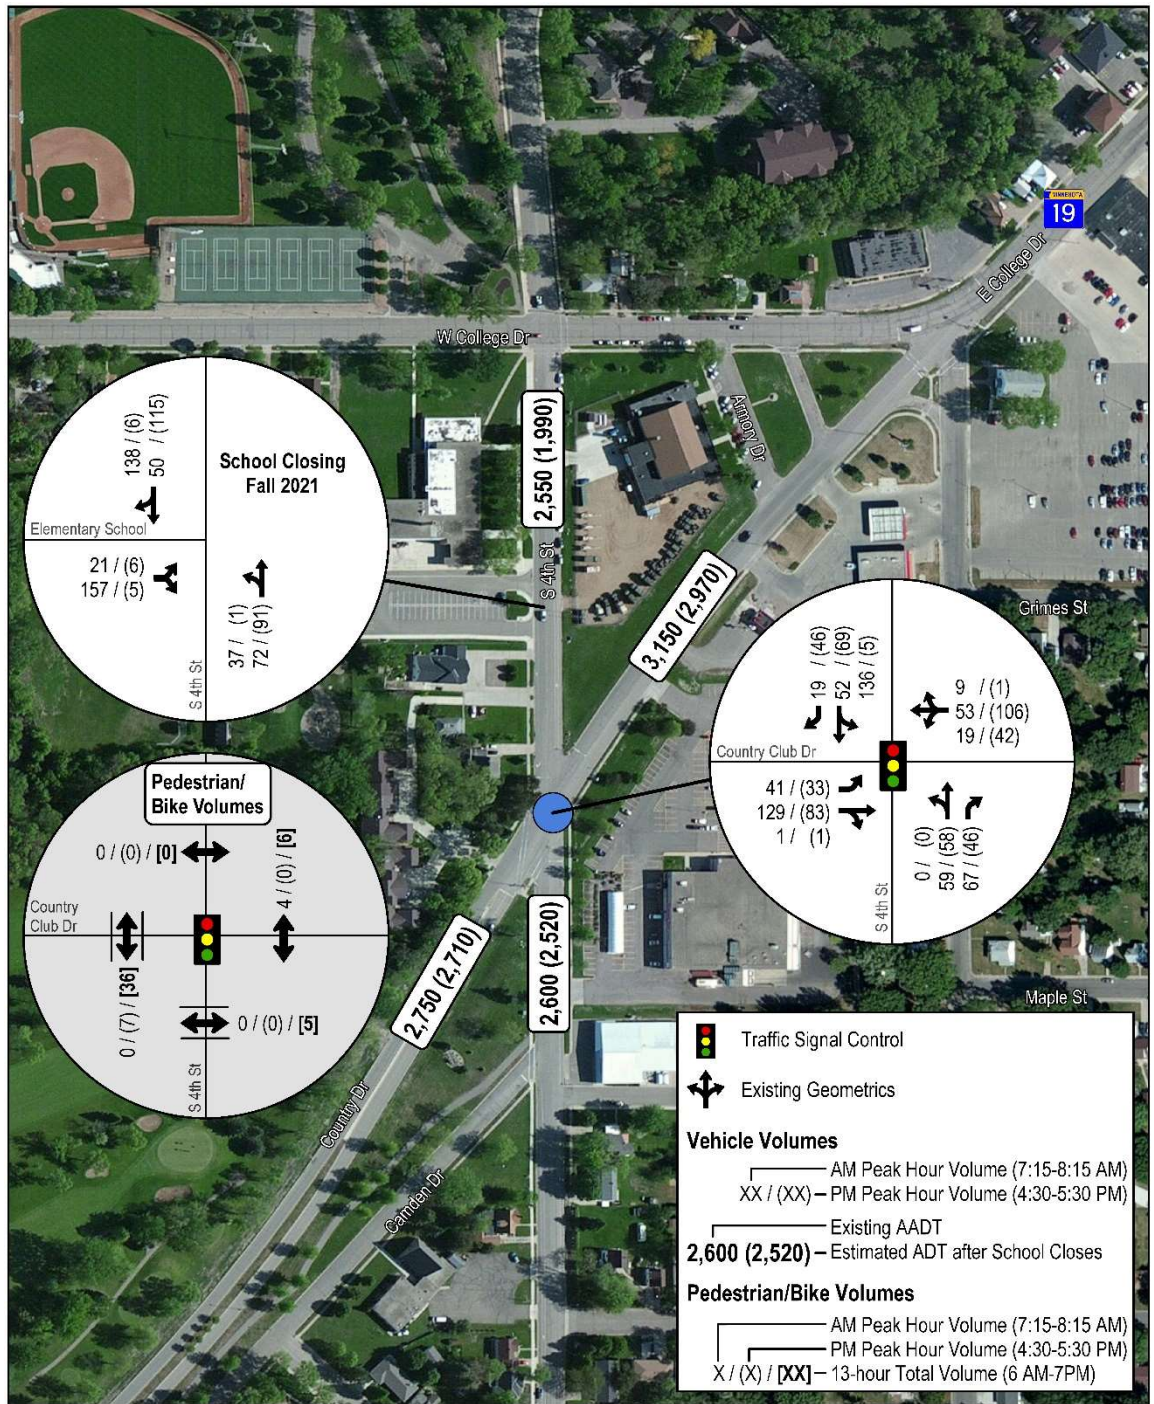 MINNESOTA
19
E College Dr
W College Dr
Armory Dr
2,550 (1,990)
S 4th St
3,150 (2,970)
Grimes St
138 / (6)
50 / (115)
School Closing
Fall 2021
Elementary School
21 / (6)
157 / (5)
37 / (1)
72 / (91)
S 4th St
19 / (46)
52 / (69)
136 / (5)
9 / (1)
53 / (106)
19 / (42)
Country Club Dr
41 / (33)
129 / (83)
1 / (1)
0 / (0)
59 / (58)
67 / (46)
S 4th St
Pedestrian/
Bike Volumes
0 / (0) / [0]
4 / (0) / [6]
Country
Club Dr
0 / (7) / [36]
0 / (0) / [5]
S 4th St
2,750 (2,710)
2,600 (2,520)
Maple St
Country Dr
Camden Dr
Traffic Signal Control
Existing Geometrics
Vehicle Volumes
AM Peak Hour Volume (7:15-8:15 AM)
XX / (XX) PM Peak Hour Volume (4:30-5:30 PM)
Existing AADT
2,600 (2,520) Estimated ADT after School Closes
Pedestrian/Bike Volumes
AM Peak Hour Volume (7:15-8:15 AM)
PM Peak Hour Volume (4:30-5:30 PM)
X / (X) / [XX] 13-hour Total Volume (6 AM-7PM)